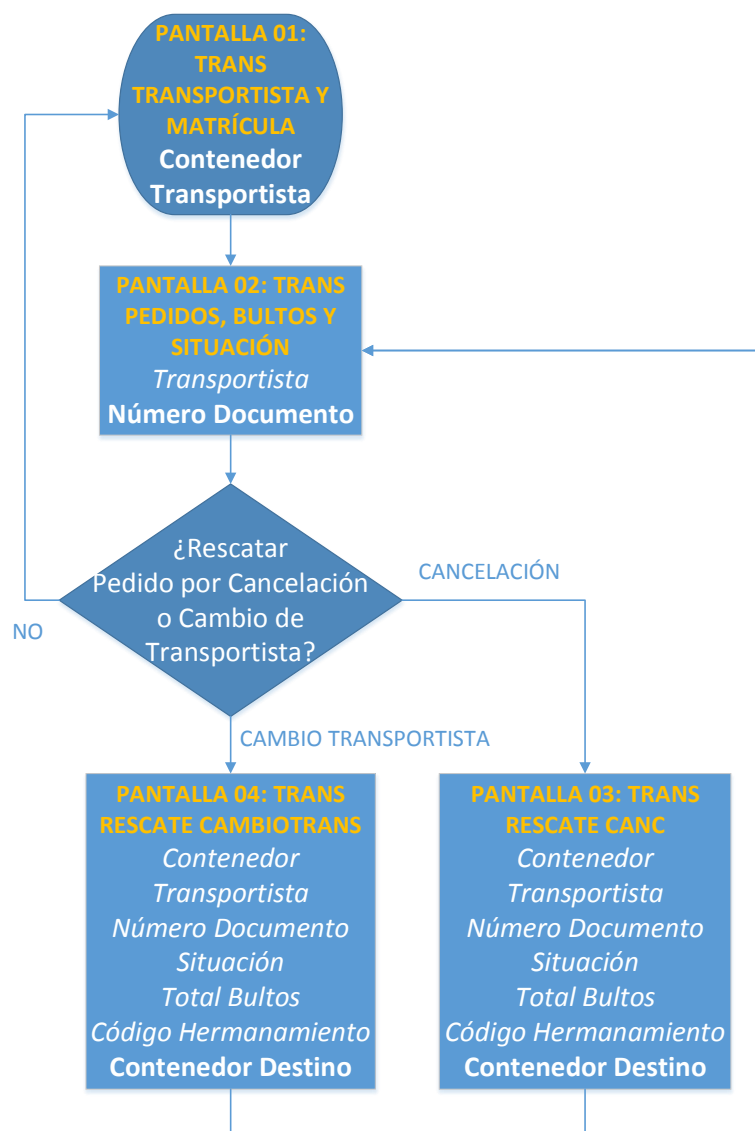 PANTALLA 01:
TRANS
TRANSPORTISTA Y
MATRÍCULA
Contenedor
Transportista
PANTALLA 02: TRANS
PEDIDOS, BULTOS Y
SITUACIÓN
Transportista
Número Documento
¿Rescatar
Pedido por Cancelación
o Cambio de
Transportista?
CANCELACIÓN
NO
CAMBIO TRANSPORTISTA
PANTALLA 04: TRANS
RESCATE CAMBIOTRANS
Contenedor
Transportista
Número Documento
Situación
Total Bultos
Código Hermanamiento
Contenedor Destino
PANTALLA 03: TRANS
RESCATE CANC
Contenedor
Transportista
Número Documento
Situación
Total Bultos
Código Hermanamiento
Contenedor Destino